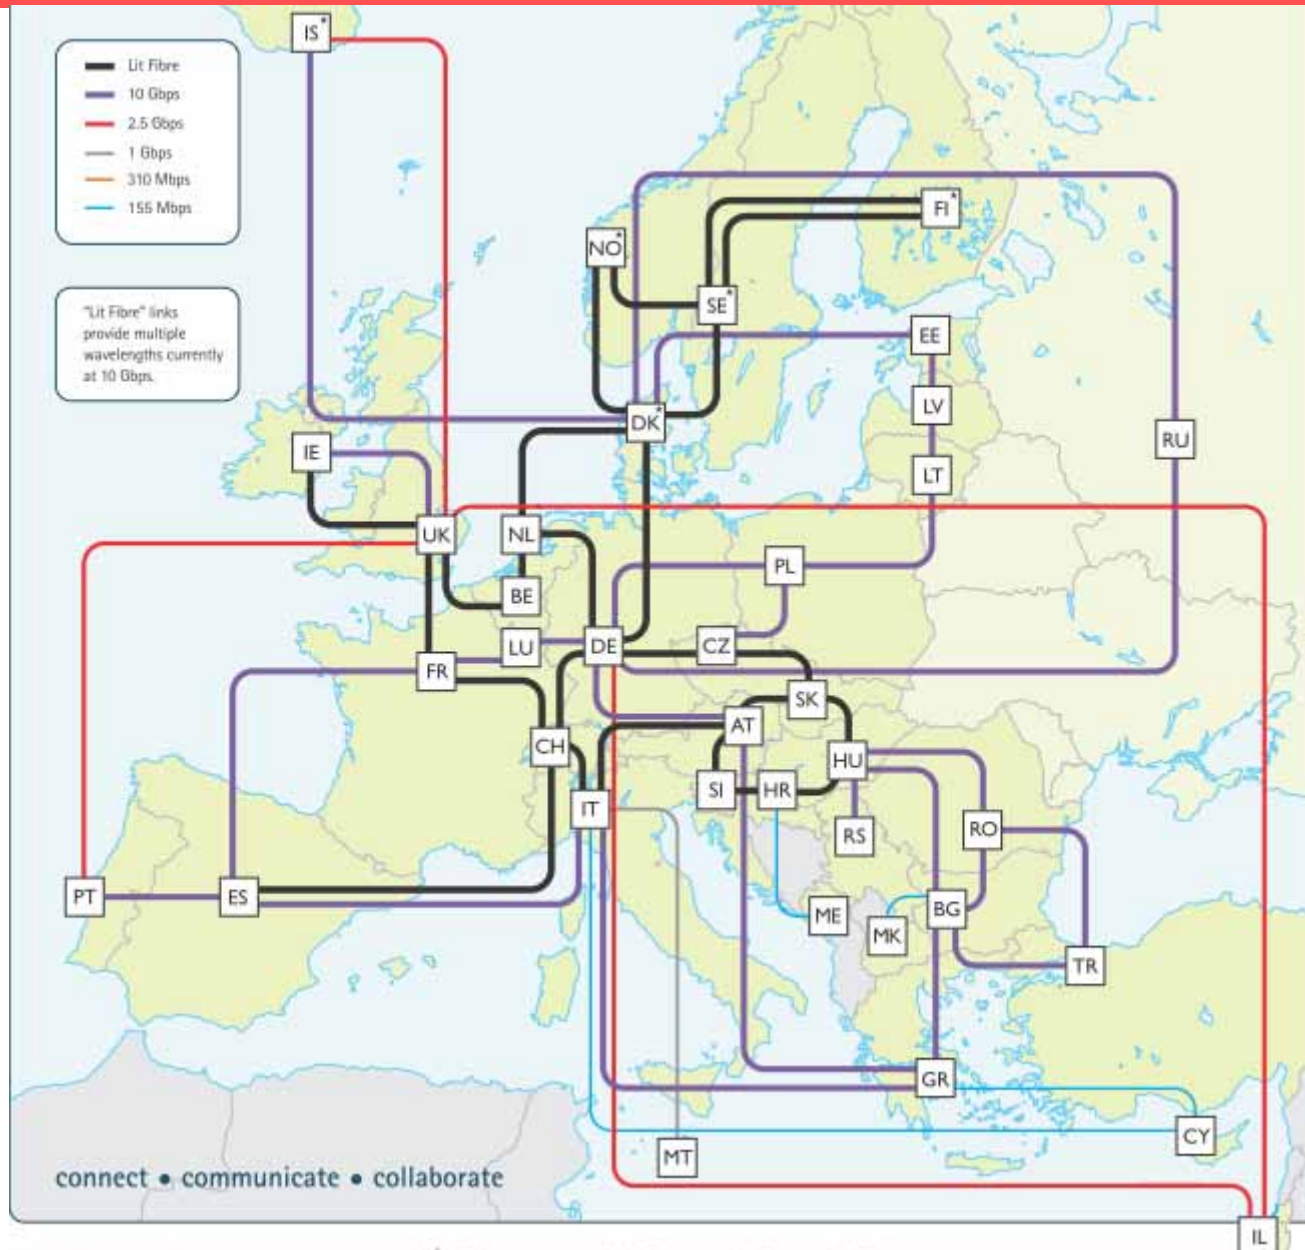 IS*
Lit Fibre
10 Gbps
2.5 Gbps
1 Gbps
310 Mbps
155 Mbps
FI*
NO*
SE*
"Lit Fibre" links
provide multiple
wavelengths currently
at 10 Gbps.
EE
LV
DK*
RU
IE
LT
UK
NL
PL
BE
LU
DE
CZ
FR
SK
AT
CH
HU
SI
HR
IT
RS
RO
PT
ES
ME
BG
MK
TR
GR
CY
MT
connect • communicate • collaborate
IL